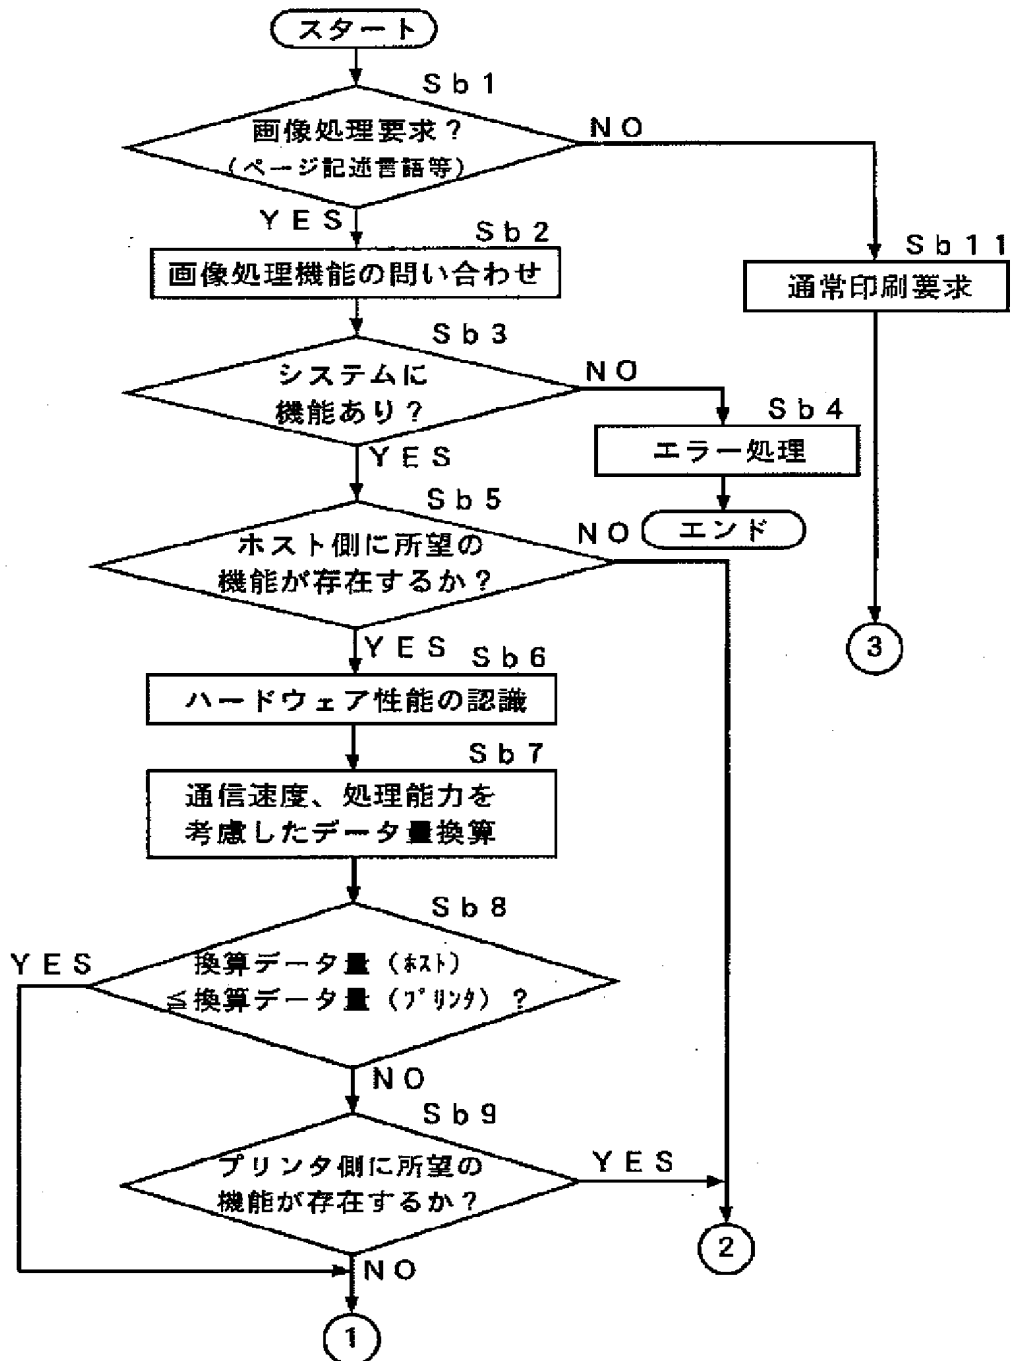 スタート
Sb1
画像処理要求？
（ページ記述言語等）
NO
YES
Sb2
画像処理機能の問い合わせ
Sb11
通常印刷要求
Sb3
システムに
機能あり？
NO
YES
Sb4
エラー処理
エンド
Sb5
ホスト側に所望の
機能が存在するか？
NO
YES
3
Sb6
ハードウェア性能の認識
Sb7
通信速度、処理能力を
考慮したデータ量換算
Sb8
換算データ量（ﾎｽﾄ）
≦換算データ量（ﾌﾟﾘﾝﾀ）？
YES
NO
Sb9
プリンタ側に所望の
機能が存在するか？
YES
NO
2
1